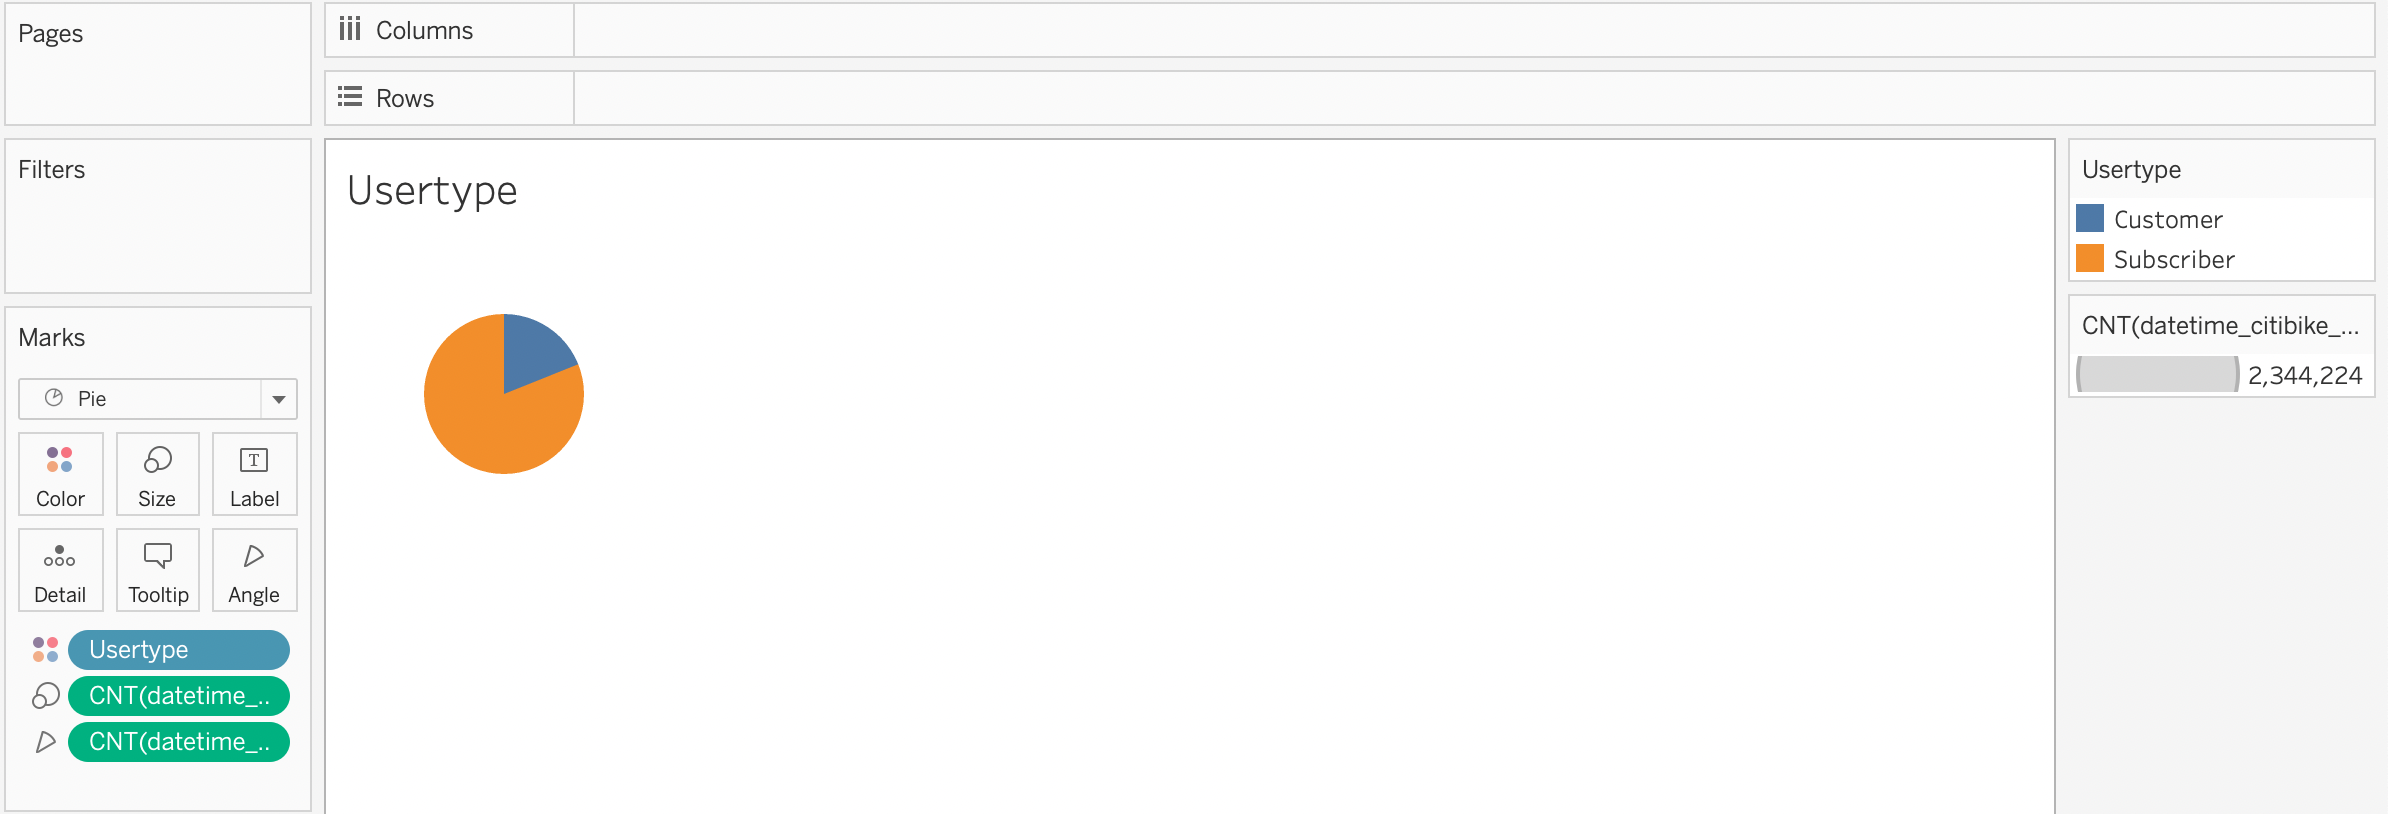 Pages
Columns
Rows
Filters
Usertype
Usertype
Customer
Subscriber
CNT(datetime_citibike_...
2,344,224
Marks
Pie
Color
Size
T
Label
Detail
Tooltip
Angle
Usertype
CNT(datetime_..
CNT(datetime_..